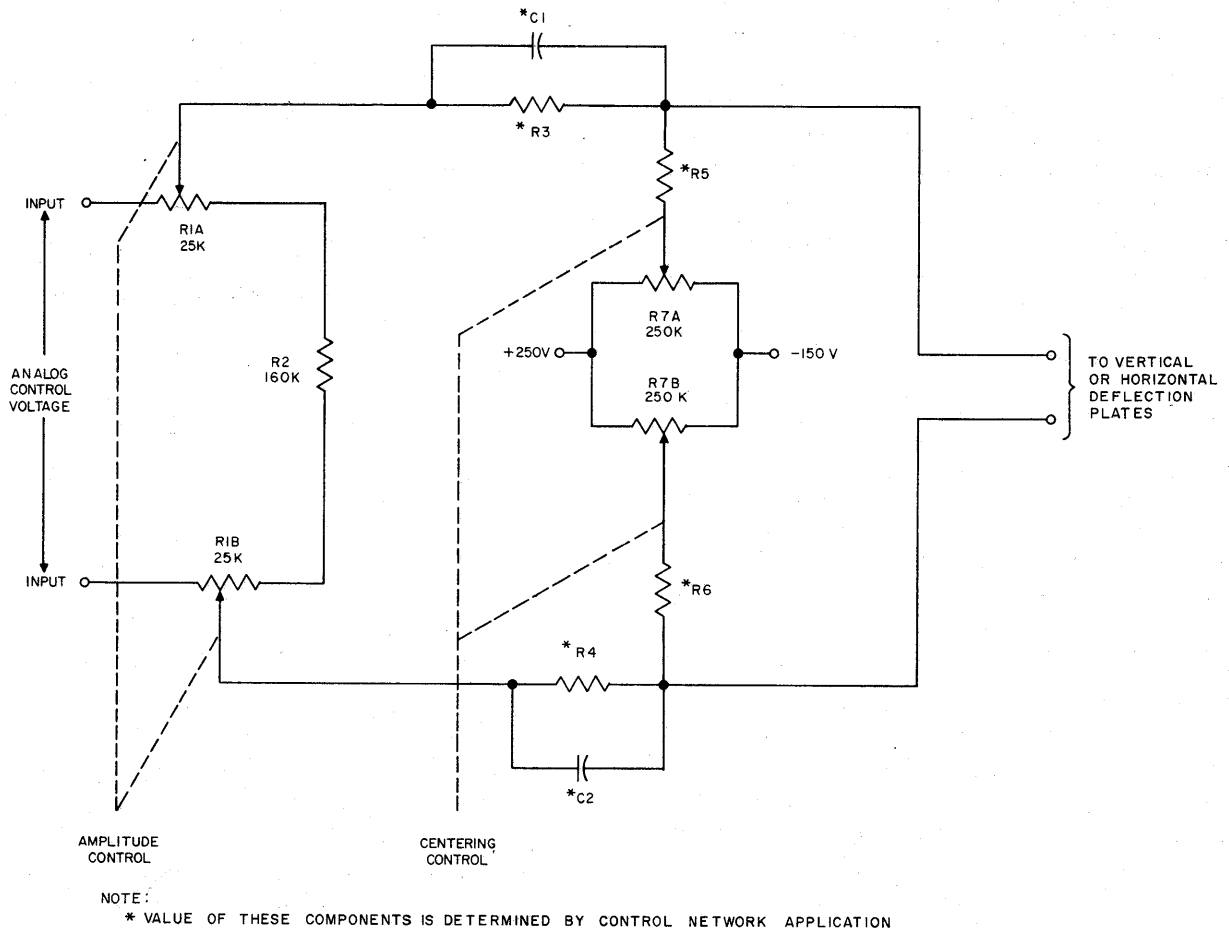 *C1
*R3
*R5
INPUT
R1A
25K
R7A
250K
+250V
-150 V
R7B
250 K
R2
160K
ANALOG
CONTROL
VOLTAGE
TO VERTICAL
OR HORIZONTAL
DEFLECTION
PLATES
R1B
25K
INPUT
*R6
*R4
*C2
AMPLITUDE
CONTROL
CENTERING
CONTROL
NOTE:
* VALUE OF THESE COMPONENTS IS DETERMINED BY CONTROL NETWORK APPLICATION